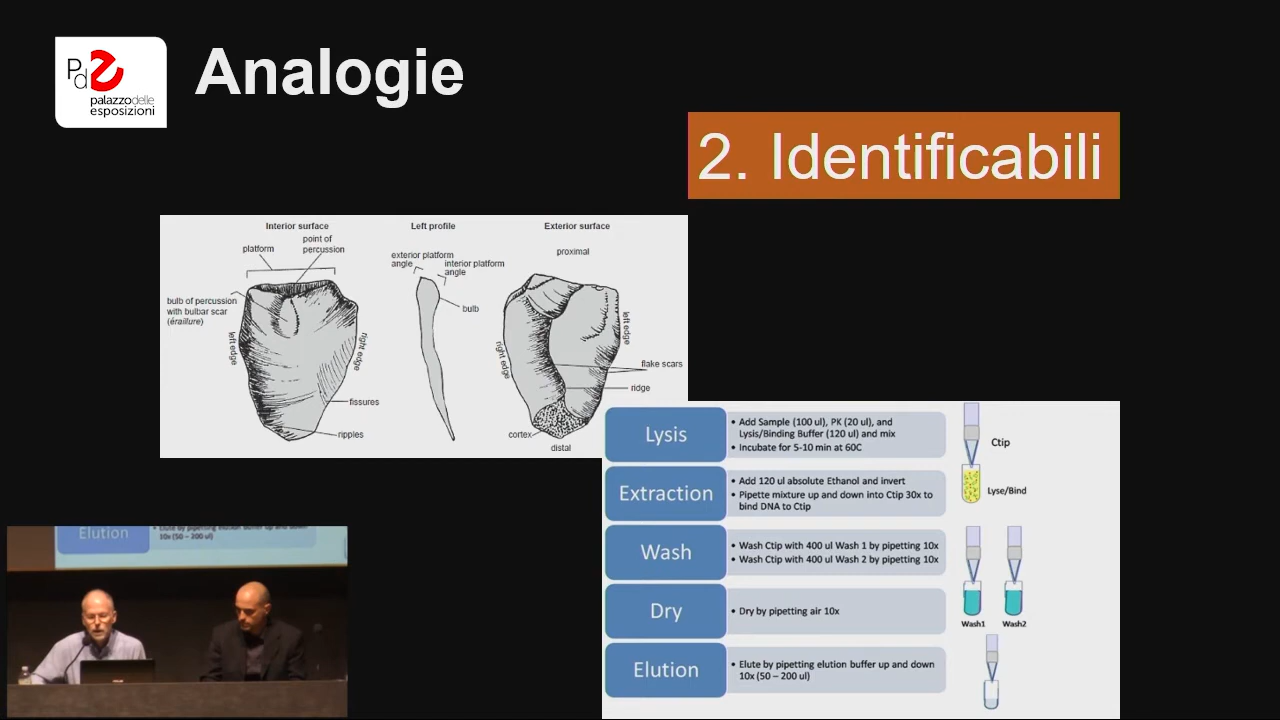 Pd
palazzodelle
esposizioni
Analogie
2. Identificabili
Interior surface
Left profile
Exterior surface
platform
point of
percussion
exterior platform
angle
interior platform
angle
proximal
bulb of percussion
with bulbar scar
(éraillure)
bulb
left edge
right edge
right edge
left edge
flake scars
ridge
fissures
ripples
cortex
distal
Lysis
• Add Sample (100 ul), PK (20 ul), and
Lysis/Binding Buffer (120 ul) and mix
• Incubate for 5-10 min at 60C
Ctip
Lyse/Bind
Extraction
• Add 120 ul absolute Ethanol and invert
• Pipette mixture up and down into Ctip 30x to
bind DNA to Ctip
Wash
• Wash Ctip with 400 ul Wash 1 by pipetting 10x
• Wash Ctip with 400 ul Wash 2 by pipetting 10x
Wash1
Wash2
Dry
• Dry by pipetting air 10x
Elution
• Elute by pipetting elution buffer up and down
10x (50 – 200 ul)
Elution
• Elute by pipetting elution buffer up and down
10x (50 – 200 ul)